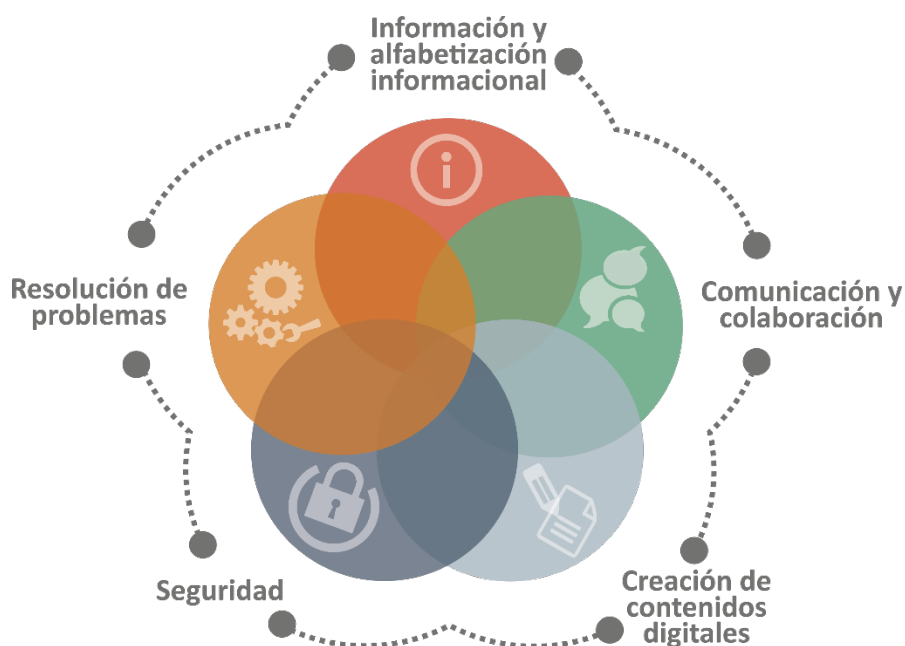 Información y
alfabetización
informacional
Resolución de
problemas
Comunicación y
colaboración
Seguridad
Creación de
contenidos
digitales